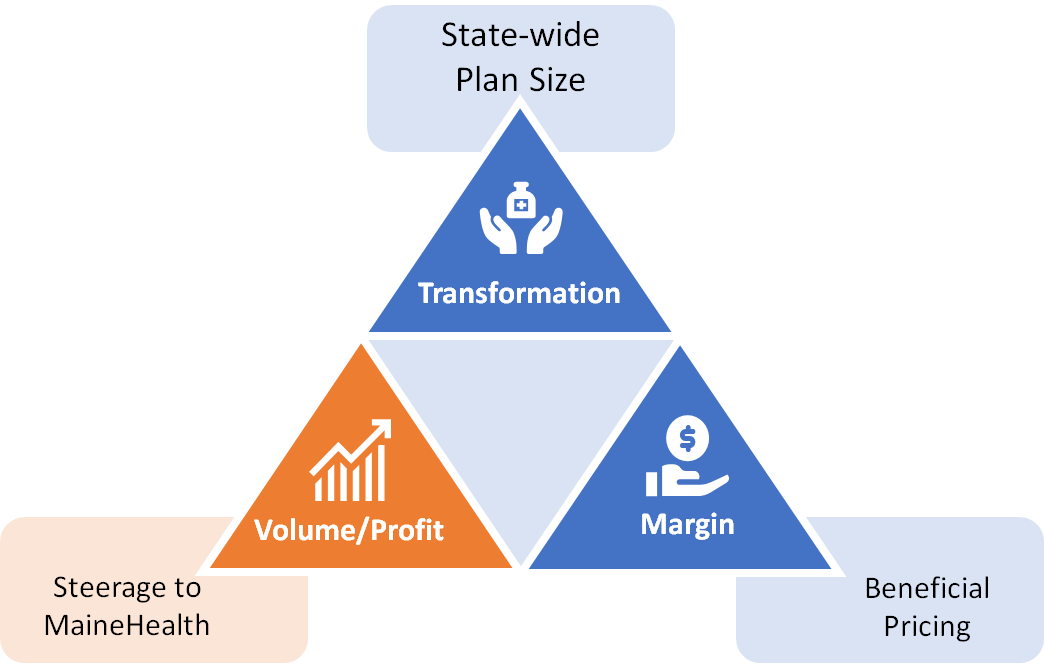 State-wide
Plan Size
Transformation
$
Volume/Profit
Margin
Steerage to
MaineHealth
Beneficial
Pricing